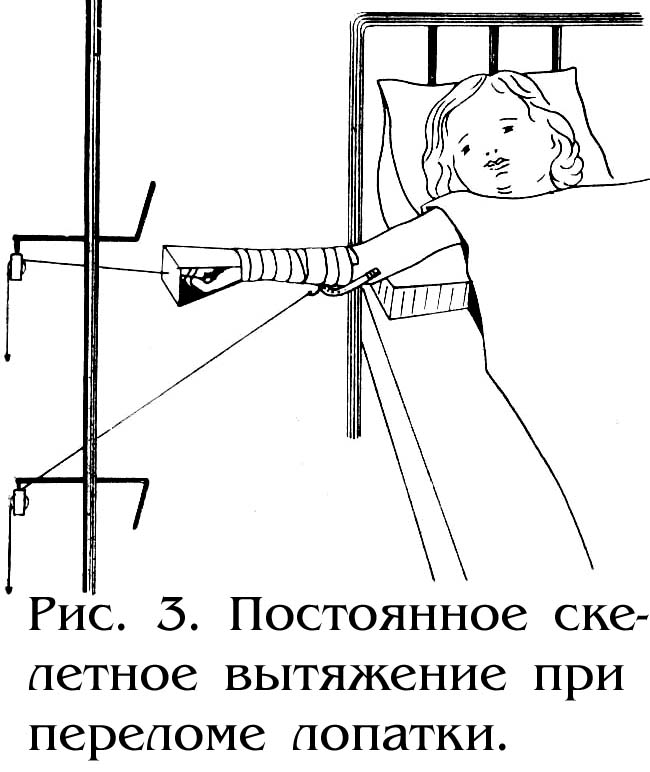 Рис. 3. Постоянное ске-
летное вытяжение при
переломе лопатки.